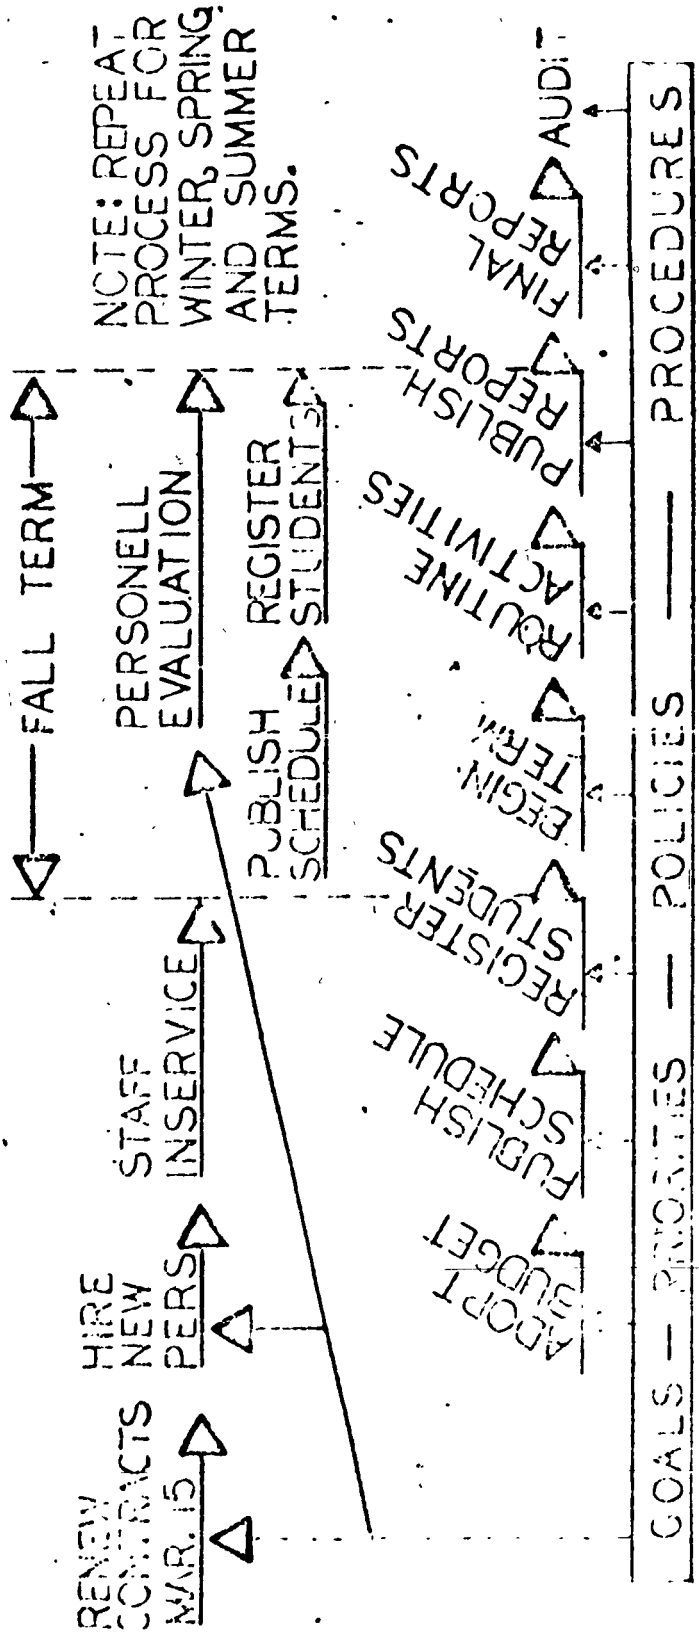 FALL TERM
NOTE: REPEAT
PROCESS FOR
WINTER, SPRING
AND SUMMER
TERMS.
RENEW
CONTRACTS
MAR. 15
HIRE
NEW
PERS
STAFF
INSERVICE
PERSONELL
EVALUATION
PUBLISH
SCHEDULE
REGISTER
STUDENTS
ADOPT
BUDGET
PUBLISH
SCHEDULE
REGISTER
STUDENTS
BEGIN
TERM
ROUTINE
ACTIVITIES
PUBLISH
REPORTS
FINAL
REPORTS
AUDIT
GOALS — PRIORITIES — POLICIES — PROCEDURES